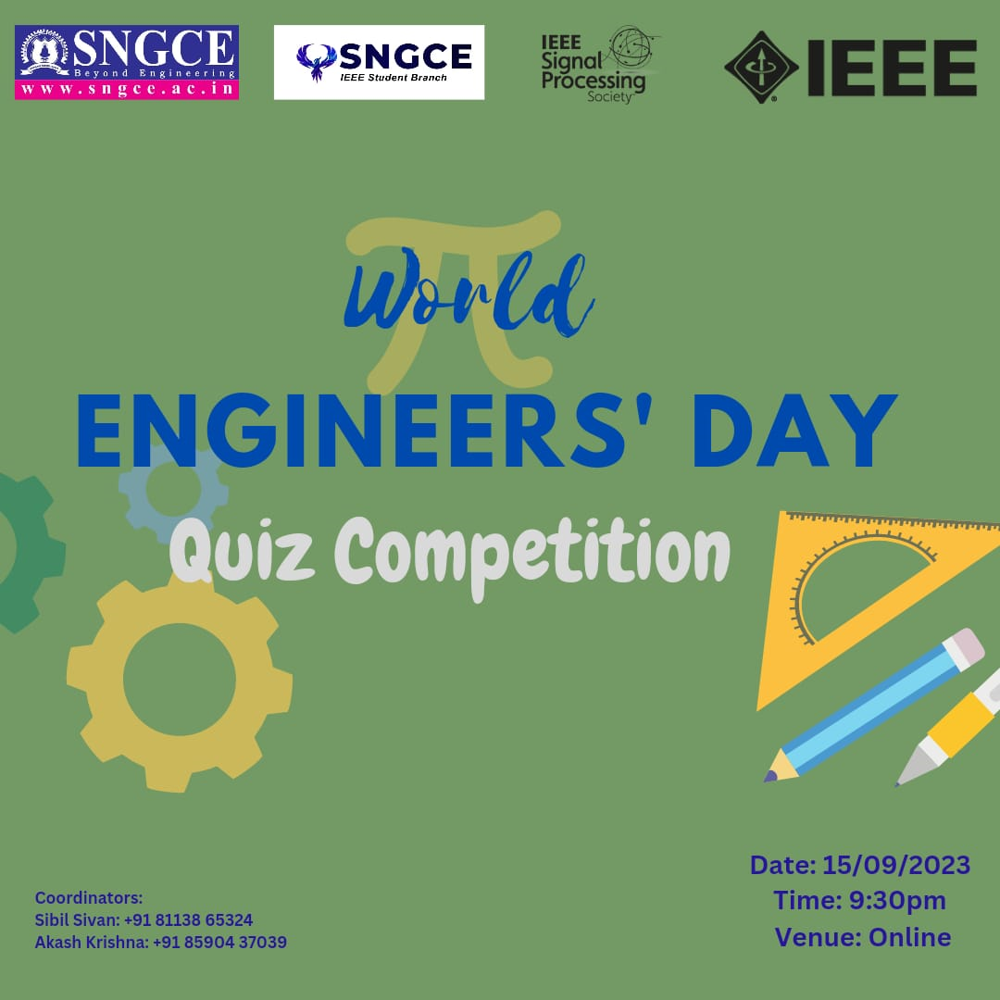 SNGCE
Beyond Engineering
www.sngce.ac.in
SNGCE
IEEE Student Branch
IEEE
Signal
Processing
Society
IEEE
π
World
ENGINEERS' DAY
Quiz Competition
Coordinators:
Sibil Sivan: +91 81138 65324
Akash Krishna: +91 85904 37039
Date: 15/09/2023
Time: 9:30pm
Venue: Online